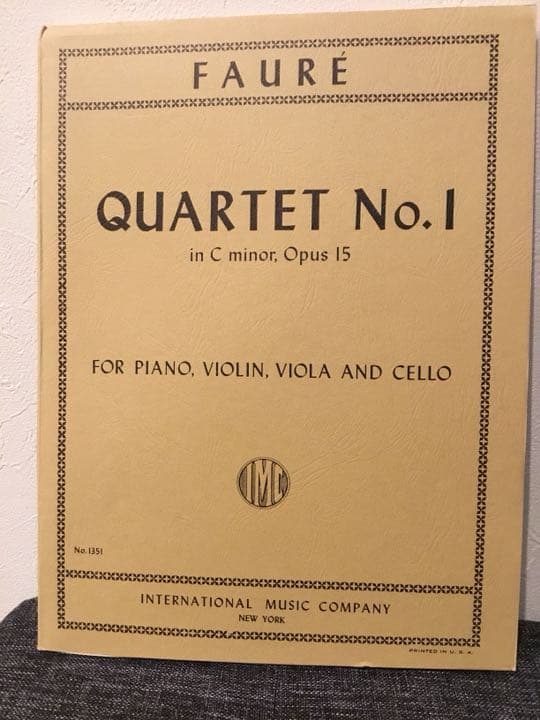 FAURÉ
QUARTET No. 1
in C minor, Opus 15
FOR PIANO, VIOLIN, VIOLA AND CELLO
IMC
No. 1351
INTERNATIONAL MUSIC COMPANY
NEW YORK
PRINTED IN U. S. A.